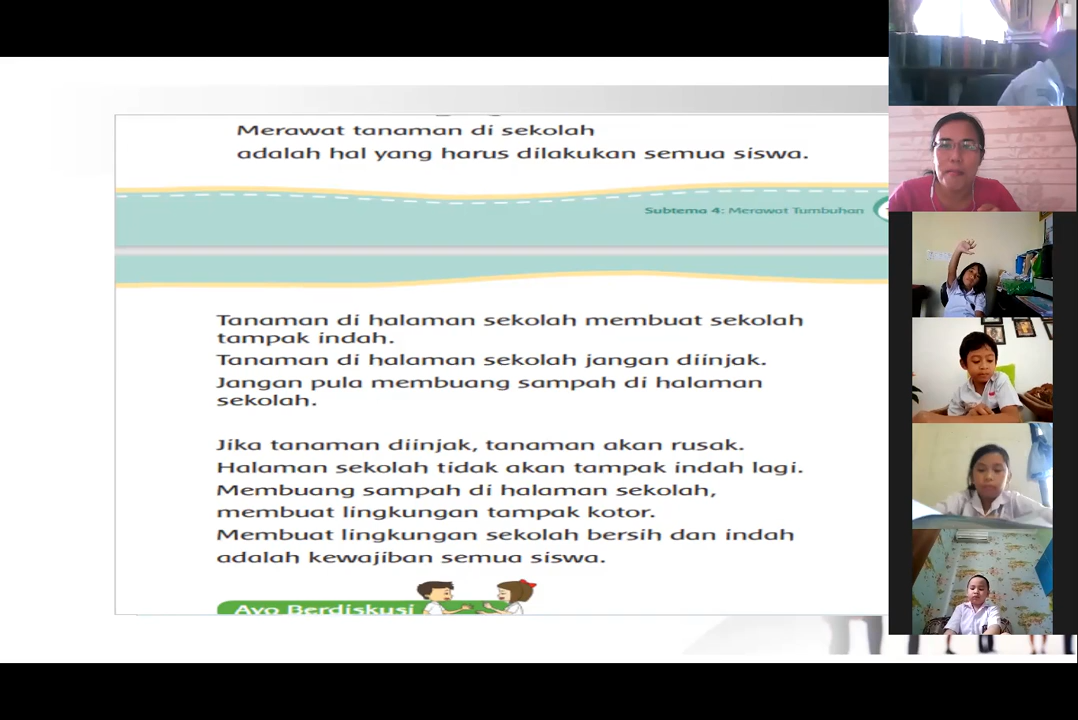 Merawat tanaman di sekolah
adalah hal yang harus dilakukan semua siswa.
Subtema 4: Merawat Tumbuhan
Tanaman di halaman sekolah membuat sekolah
tampak indah.
Tanaman di halaman sekolah jangan diinjak.
Jangan pula membuang sampah di halaman
sekolah.
Jika tanaman diinjak, tanaman akan rusak.
Halaman sekolah tidak akan tampak indah lagi.
Membuang sampah di halaman sekolah,
membuat lingkungan tampak kotor.
Membuat lingkungan sekolah bersih dan indah
adalah kewajiban semua siswa.
Ayo Berdiskusi